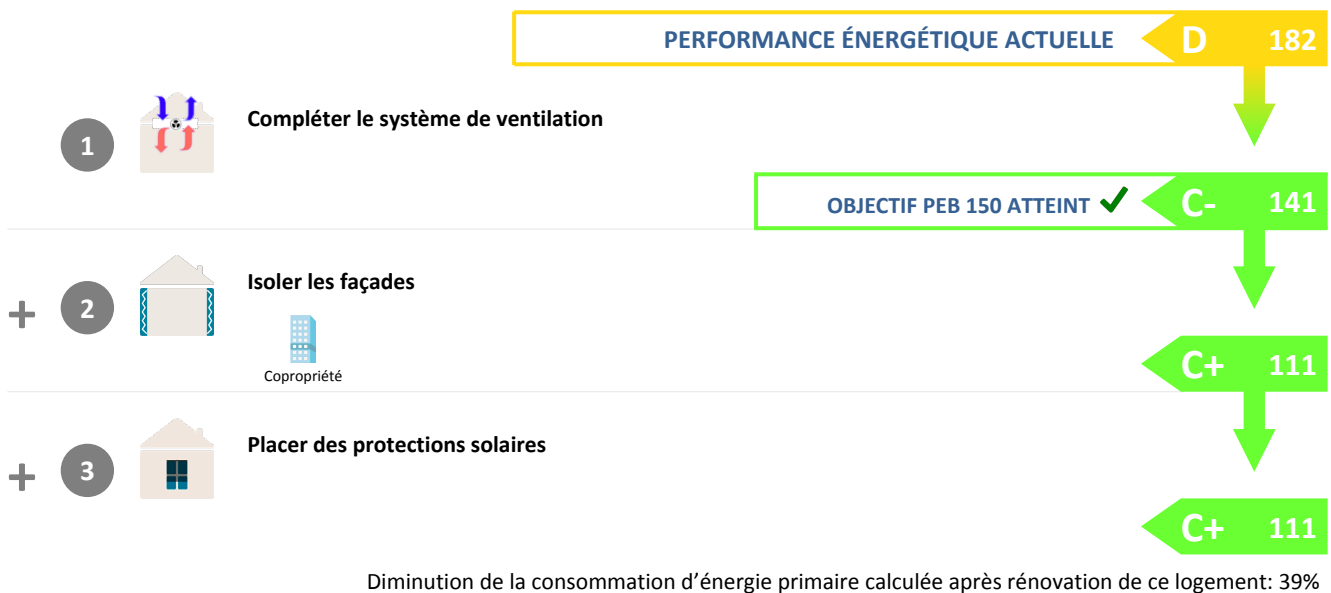 PERFORMANCE ÉNERGÉTIQUE ACTUELLE D 182
1 Compléter le système de ventilation
OBJECTIF PEB 150 ATTEINT ✔ C- 141
+ 2 Isoler les façades
Copropriété
C+ 111
+ 3 Placer des protections solaires
C+ 111
Diminution de la consommation d’énergie primaire calculée après rénovation de ce logement: 39%